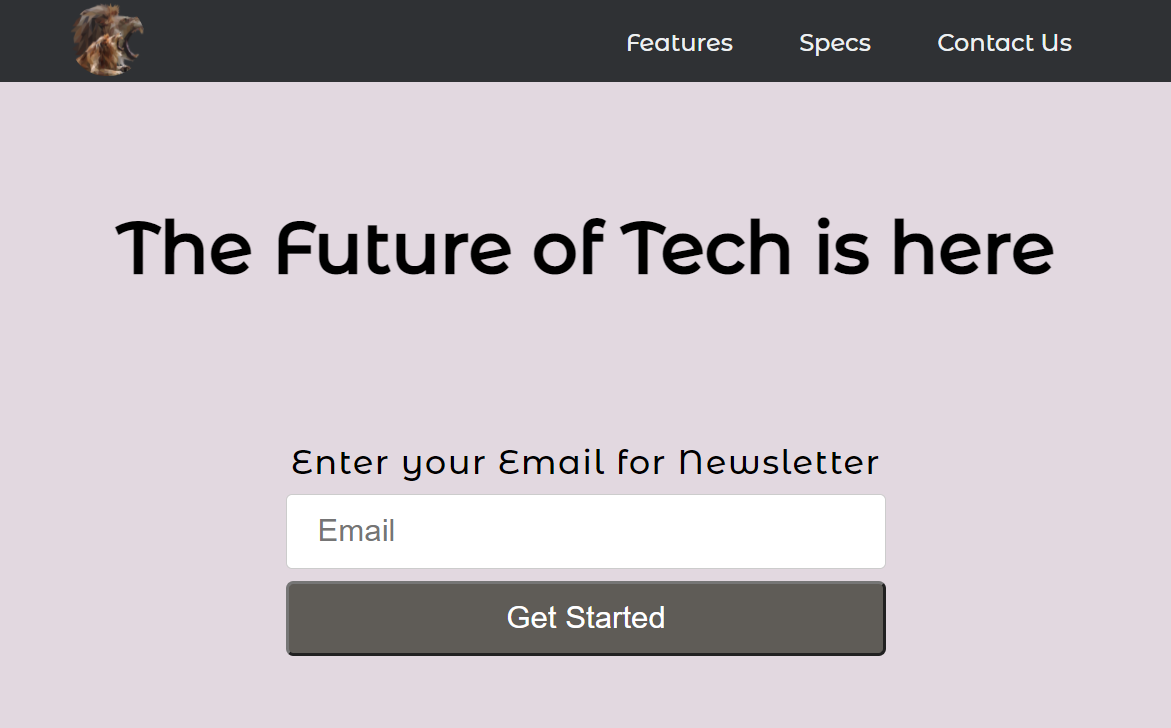 Features
Specs
Contact Us
The Future of Tech is here
Enter your Email for Newsletter
Email
Get Started